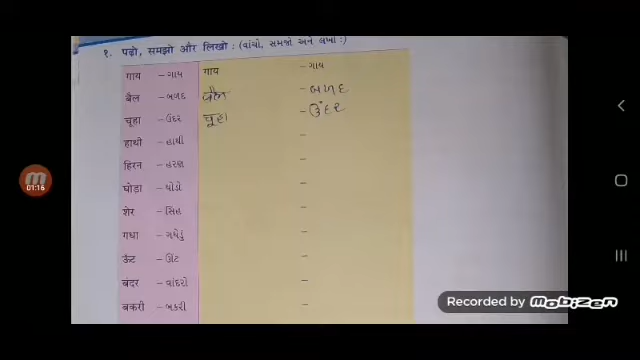 १. पढ़ो, समझो और लिखो : (વાંચો, સમજો અને લખો :)
गाय – ગાય गाय – ગાય
बैल – બળદ बैल – બળદ
चूहा – ઉંદર चूहा – ઉંદર
हाथी – હાથી –
हिरन – હરણ –
घोड़ा – ઘોડો –
शेर – સિંહ –
गधा – ગધેડું –
ऊँट – ઊંટ –
बंदर – વાંદરો –
बकरी – બકરી –
01:16
Recorded by Mobizen